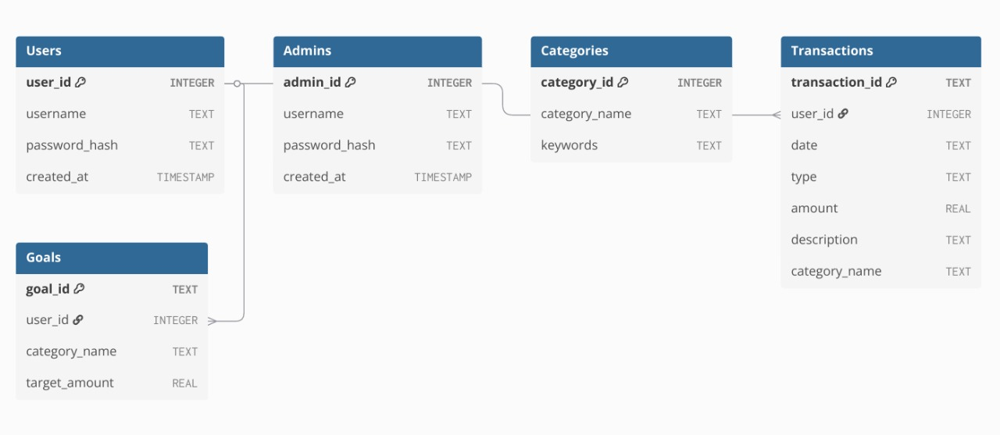 Users
user_id INTEGER
username TEXT
password_hash TEXT
created_at TIMESTAMP
Admins
admin_id INTEGER
username TEXT
password_hash TEXT
created_at TIMESTAMP
Categories
category_id INTEGER
category_name TEXT
keywords TEXT
Transactions
transaction_id TEXT
user_id INTEGER
date TEXT
type TEXT
amount REAL
description TEXT
category_name TEXT
Goals
goal_id TEXT
user_id INTEGER
category_name TEXT
target_amount REAL